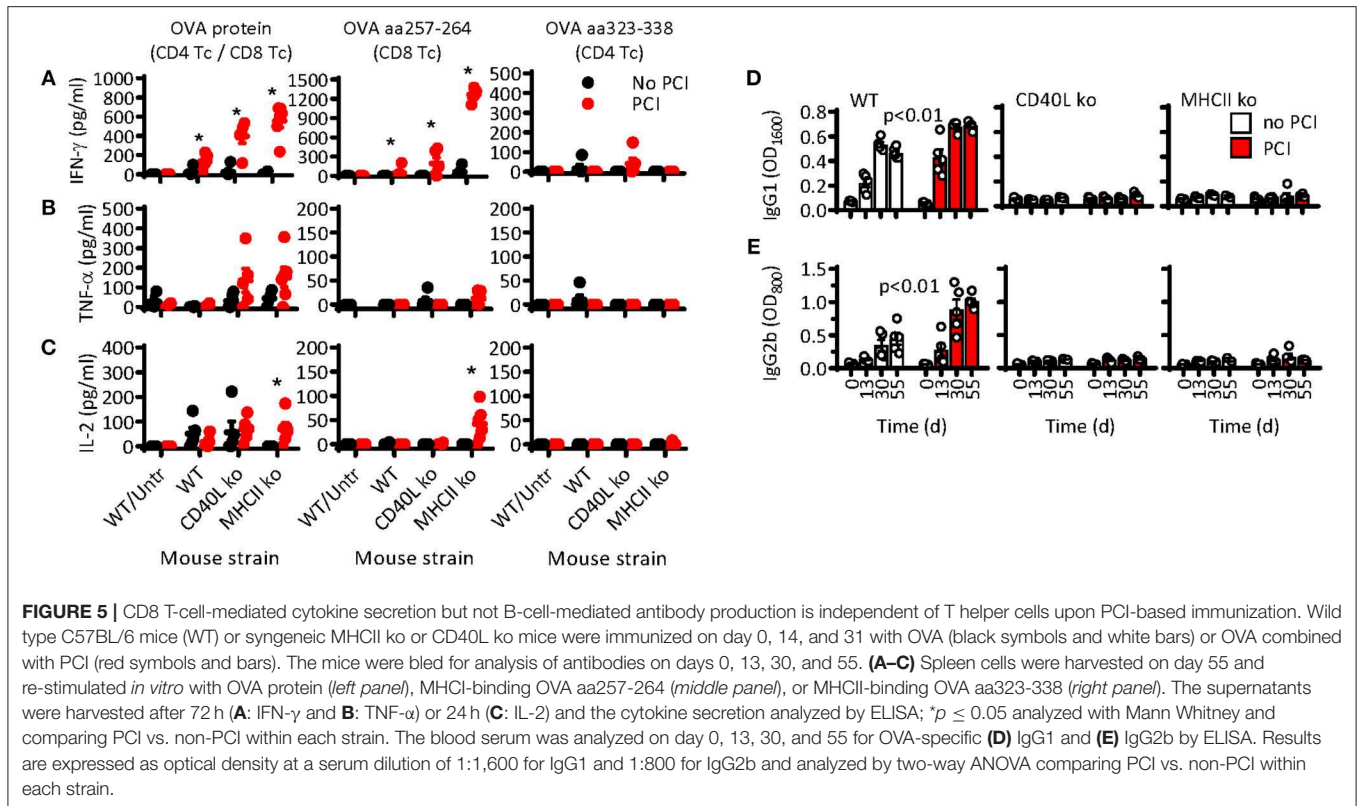 OVA protein OVA aa257-264 OVA aa323-338
(CD4 Tc / CD8 Tc) (CD8 Tc) (CD4 Tc)
A
IFN-γ (pg/ml)
1000
800
600
400
200
0
* * *
1500
1200
900
600
300
0
* * *
500
400
300
200
100
0
No PCI
PCI
B
TNF-α (pg/ml)
500
400
300
200
100
0
200
150
100
50
0
200
150
100
50
0
C
IL-2 (pg/ml)
400
300
200
100
0
*
200
150
100
50
0
*
200
150
100
50
0
WT/Untr WT CD40L ko MHCII ko
WT/Untr WT CD40L ko MHCII ko
WT/Untr WT CD40L ko MHCII ko
Mouse strain Mouse strain Mouse strain
D
IgG1 (OD1600)
0.8
0.6
0.4
0.2
0.0
WT CD40L ko MHCII ko
p<0.01
no PCI
PCI
E
IgG2b (OD800)
1.5
1.0
0.5
0.0
p<0.01
0 13 30 55 0 13 30 55
0 13 30 55 0 13 30 55
0 13 30 55 0 13 30 55
Time (d) Time (d) Time (d)
FIGURE 5 | CD8 T-cell-mediated cytokine secretion but not B-cell-mediated antibody production is independent of T helper cells upon PCI-based immunization. Wild
type C57BL/6 mice (WT) or syngeneic MHCII ko or CD40L ko mice were immunized on day 0, 14, and 31 with OVA (black symbols and white bars) or OVA combined
with PCI (red symbols and bars). The mice were bled for analysis of antibodies on days 0, 13, 30, and 55. (A–C) Spleen cells were harvested on day 55 and
re-stimulated in vitro with OVA protein (left panel), MHCI-binding OVA aa257-264 (middle panel), or MHCII-binding OVA aa323-338 (right panel). The supernatants
were harvested after 72 h (A: IFN-γ and B: TNF-α) or 24 h (C: IL-2) and the cytokine secretion analyzed by ELISA; *p ≤ 0.05 analyzed with Mann Whitney and
comparing PCI vs. non-PCI within each strain. The blood serum was analyzed on day 0, 13, 30, and 55 for OVA-specific (D) IgG1 and (E) IgG2b by ELISA. Results
are expressed as optical density at a serum dilution of 1:1,600 for IgG1 and 1:800 for IgG2b and analyzed by two-way ANOVA comparing PCI vs. non-PCI within
each strain.